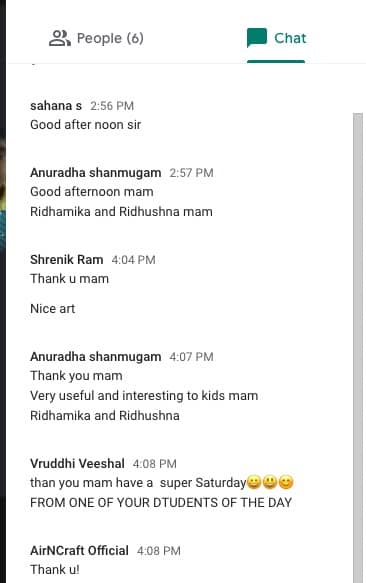 People (6)
Chat
sahana s 2:56 PM
Good after noon sir
Anuradha shanmugam 2:57 PM
Good afternoon mam
Ridhamika and Ridhushna mam
Shrenik Ram 4:04 PM
Thank u mam
Nice art
Anuradha shanmugam 4:07 PM
Thank you mam
Very useful and interesting to kids mam
Ridhamika and Ridhushna
Vruddhi Veeshal 4:08 PM
than you mam have a super Saturday😄😃😊
FROM ONE OF YOUR DTUDENTS OF THE DAY
AirNCraft Official 4:08 PM
Thank u!